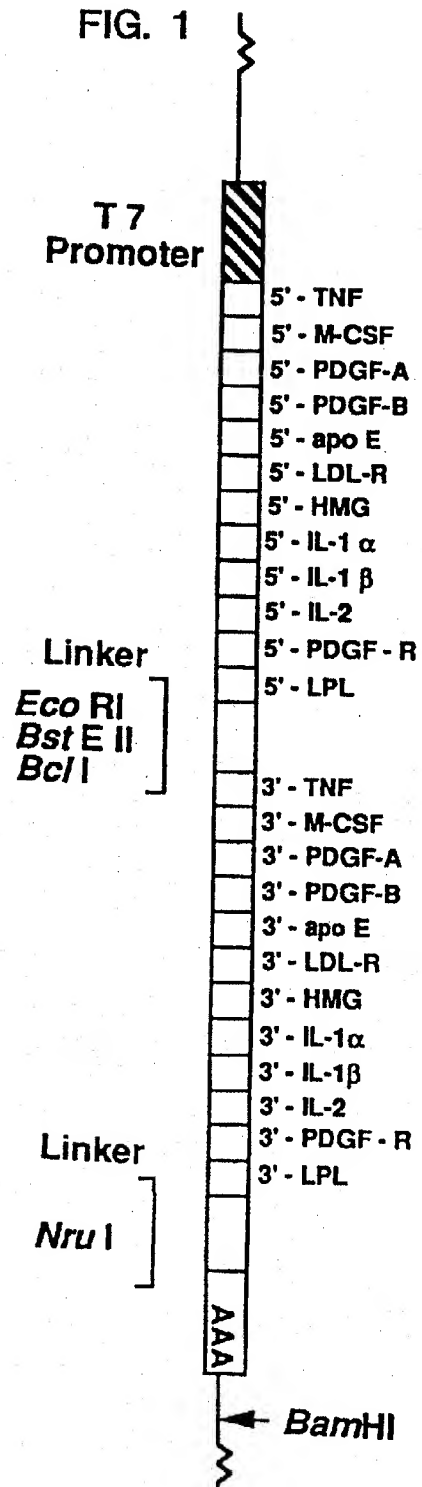 FIG. 1
T 7
Promoter
5' - TNF
5' - M-CSF
5' - PDGF-A
5' - PDGF-B
5' - apo E
5' - LDL-R
5' - HMG
5' - IL-1 α
5' - IL-1 β
5' - IL-2
5' - PDGF - R
5' - LPL
Linker
Eco RI
Bst E II
Bcl I
3' - TNF
3' - M-CSF
3' - PDGF-A
3' - PDGF-B
3' - apo E
3' - LDL-R
3' - HMG
3' - IL-1α
3' - IL-1β
3' - IL-2
3' - PDGF - R
3' - LPL
Linker
Nru I
AAA
BamHI